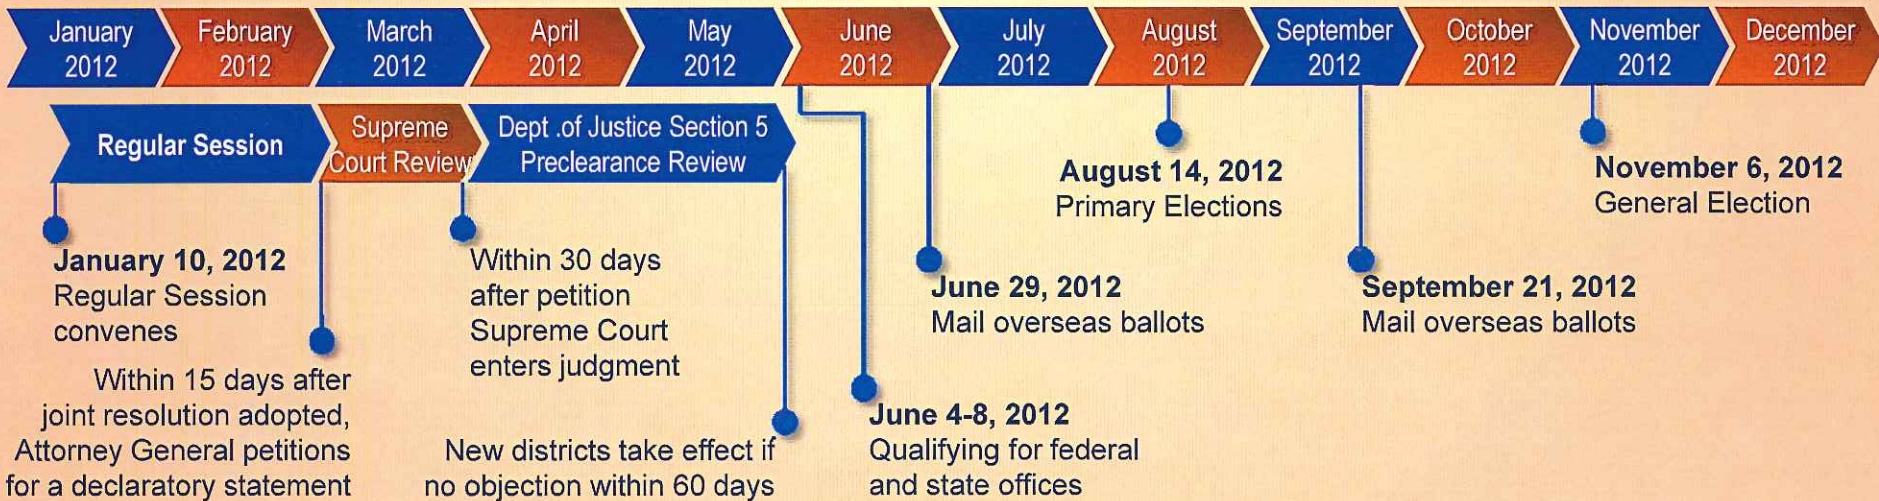 January
2012
February
2012
March
2012
April
2012
May
2012
June
2012
July
2012
August
2012
September
2012
October
2012
November
2012
December
2012
Regular Session
Supreme
Court Review
Dept .of Justice Section 5
Preclearance Review
January 10, 2012
Regular Session
convenes
Within 15 days after
joint resolution adopted,
Attorney General petitions
for a declaratory statement
Within 30 days
after petition
Supreme Court
enters judgment
New districts take effect if
no objection within 60 days
June 4-8, 2012
Qualifying for federal
and state offices
June 29, 2012
Mail overseas ballots
August 14, 2012
Primary Elections
September 21, 2012
Mail overseas ballots
November 6, 2012
General Election